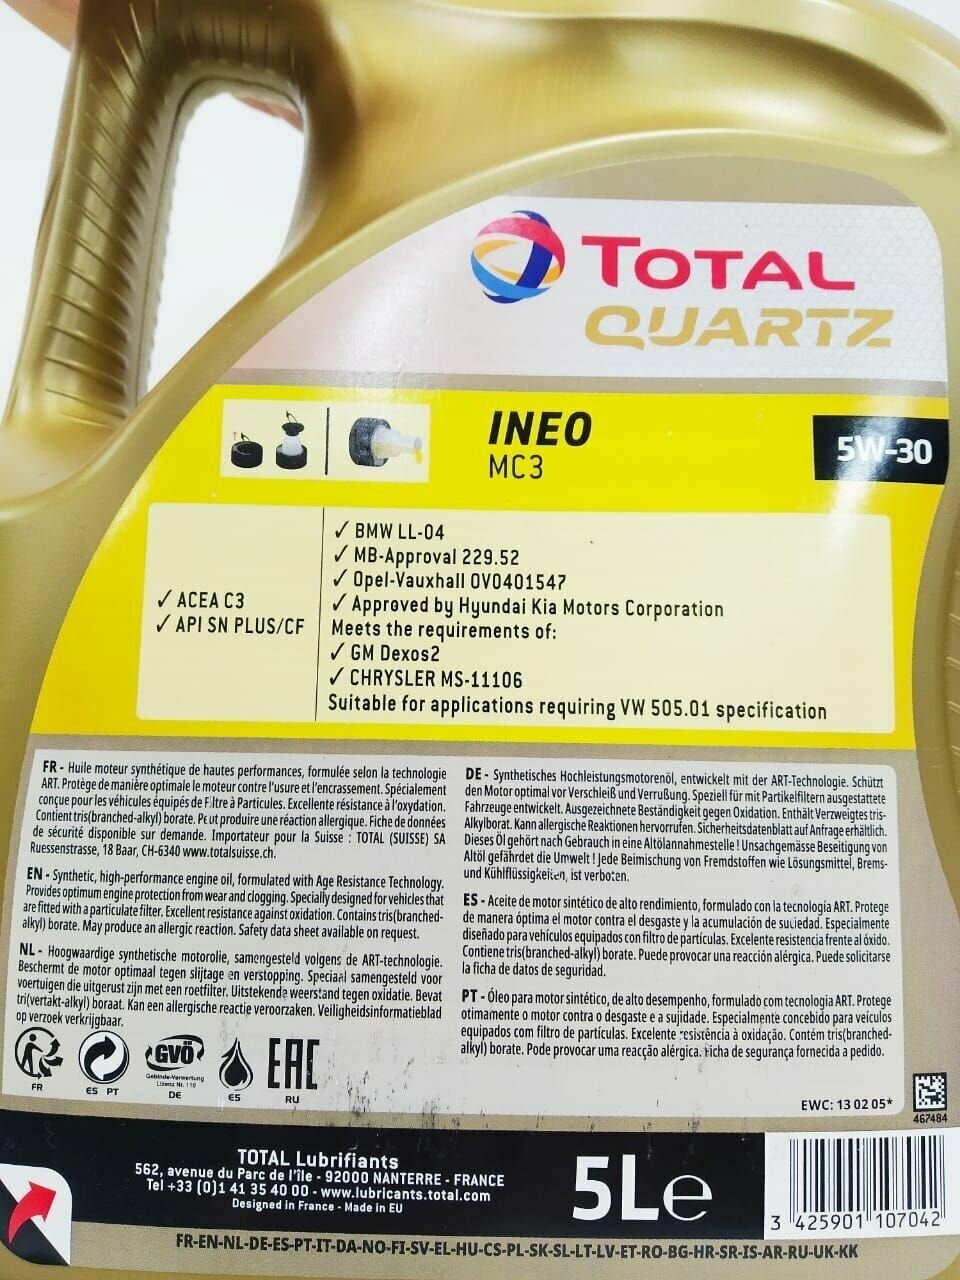 TOTAL
QUARTZ
INEO
MC3
5W-30
✓ ACEA C3
✓ API SN PLUS/CF
✓ BMW LL-04
✓ MB-Approval 229.52
✓ Opel-Vauxhall OV0401547
✓ Approved by Hyundai Kia Motors Corporation
Meets the requirements of:
✓ GM Dexos2
✓ CHRYSLER MS-11106
Suitable for applications requiring VW 505.01 specification
FR - Huile moteur synthétique de hautes performances, formulée selon la technologie
ART. Protège de manière optimale le moteur contre l'usure et l'encrassement. Spécialement
conçue pour les véhicules équipés de Filtre à Particules. Excellente résistance à l'oxydation.
Contient tris(branched-alkyl) borate. Peut produire une réaction allergique. Fiche de données
de sécurité disponible sur demande. Importateur pour la Suisse : TOTAL (SUISSE) SA
Ruessenstrasse, 18 Baar, CH-6340 www.totalsuisse.ch.
EN - Synthetic, high-performance engine oil, formulated with Age Resistance Technology.
Provides optimum engine protection from wear and clogging. Specially designed for vehicles that
are fitted with a particulate filter. Excellent resistance against oxidation. Contains tris(branched-
alkyl) borate. May produce an allergic reaction. Safety data sheet available on request.
NL - Hoogwaardige synthetische motorolie, samengesteld volgens de ART-technologie.
Beschermt de motor optimaal tegen slijtage en verstopping. Speciaal samengesteld voor
voertuigen die uitgerust zijn met een roetfilter. Uitstekende weerstand tegen oxidatie. Bevat
tri(vertakt-alkyl) boraat. Kan een allergische reactie veroorzaken. Veiligheidsinformatieblad
op verzoek verkrijgbaar.
DE - Synthetisches Hochleistungsmotorenöl, entwickelt mit der ART-Technologie. Schützt
den Motor optimal vor Verschleiß und Verrußung. Speziell für mit Partikelfiltern ausgestattete
Fahrzeuge entwickelt. Ausgezeichnete Beständigkeit gegen Oxidation. Enthält Verzweigtes tris-
Alkylborat. Kann allergische Reaktionen hervorrufen. Sicherheitsdatenblatt auf Anfrage erhältlich.
Dieses Öl gehört nach Gebrauch in eine Altölannahmestelle ! Unsachgemässe Beseitigung von
Altöl gefährdet die Umwelt ! Jede Beimischung von Fremdstoffen wie Lösungsmittel, Brems-
und Kühlflüssigkeiten, ist verboten.
ES - Aceite de motor sintético de alto rendimiento, formulado con la tecnología ART. Protege
de manera óptima el motor contra el desgaste y la acumulación de suciedad. Especialmente
diseñado para vehículos equipados con filtro de partículas. Excelente resistencia frente al óxido.
Contiene tris(branched-alkyl) borate. Puede provocar una reacción alérgica. Puede solicitarse
la ficha de datos de seguridad.
PT - Óleo para motor sintético, de alto desempenho, formulado com tecnologia ART. Protege
otimamente o motor contra o desgaste e a sujidade. Especialmente concebido para veículos
equipados com filtro de partículas. Excelente resistência à oxidação. Contém tris(branched-
alkyl) borate. Pode provocar uma reacção alérgica. Ficha de segurança fornecida a pedido.
FR
ES PT
GVÖ
Gebinde-Verwertung
Lizenz Nr. 110
DE
ES
EAC
RU
EWC: 13 02 05*
467484
TOTAL Lubrifiants
562, avenue du Parc de l'île - 92000 NANTERRE - FRANCE
Tel +33 (0)1 41 35 40 00 - www.lubricants.total.com
Designed in France - Made in EU
5L e
3 425901 107042
FR-EN-NL-DE-ES-PT-IT-DA-NO-FI-SV-EL-HU-CS-PL-SK-SL-LT-LV-ET-RO-BG-HR-SR-IS-AR-RU-UK-KK